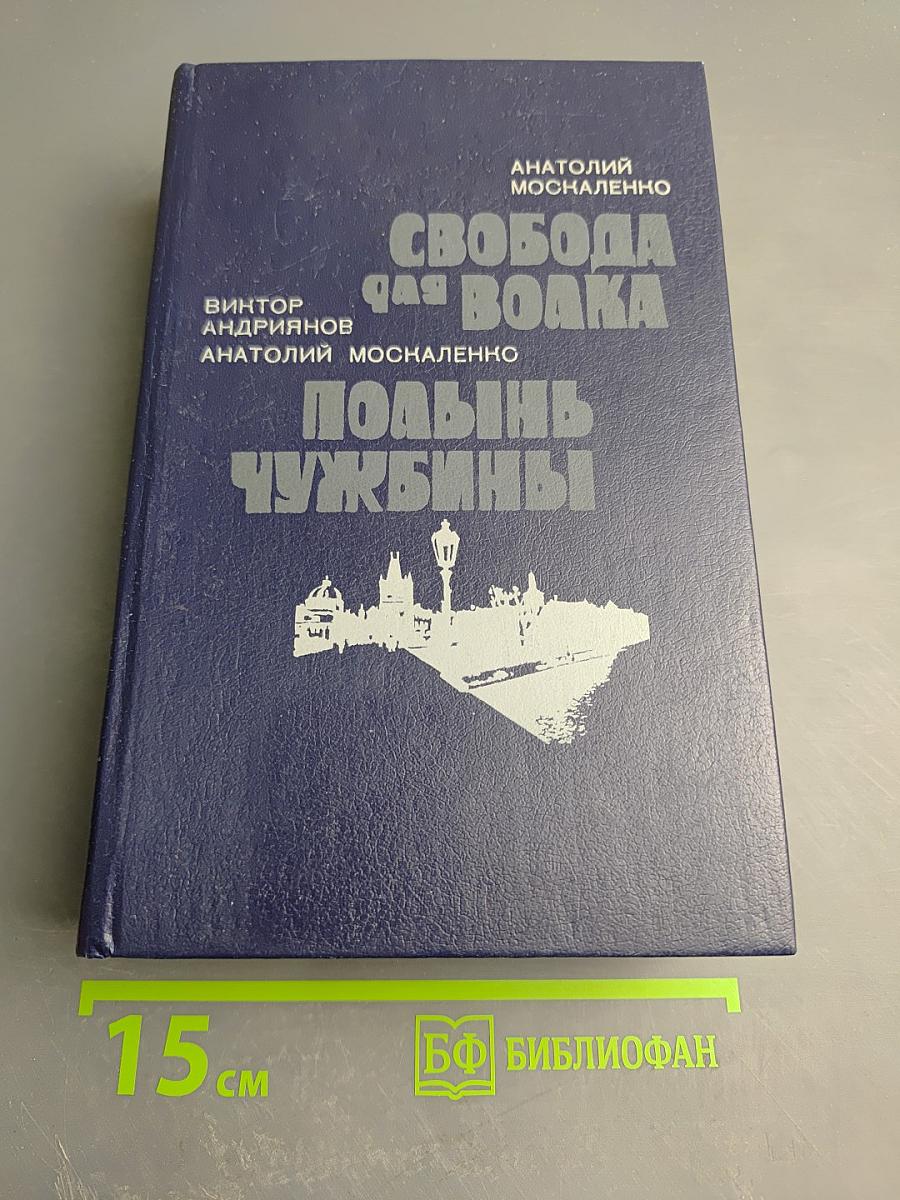 АНАТОЛИЙ
МОСКАЛЕНКО
СВОБОДА
для ВОЛКА
ВИКТОР
АНДРИЯНОВ
АНАТОЛИЙ МОСКАЛЕНКО
ПОЛЫНЬ
ЧУЖБИНЫ
15 см
БФ БИБЛИОФАН